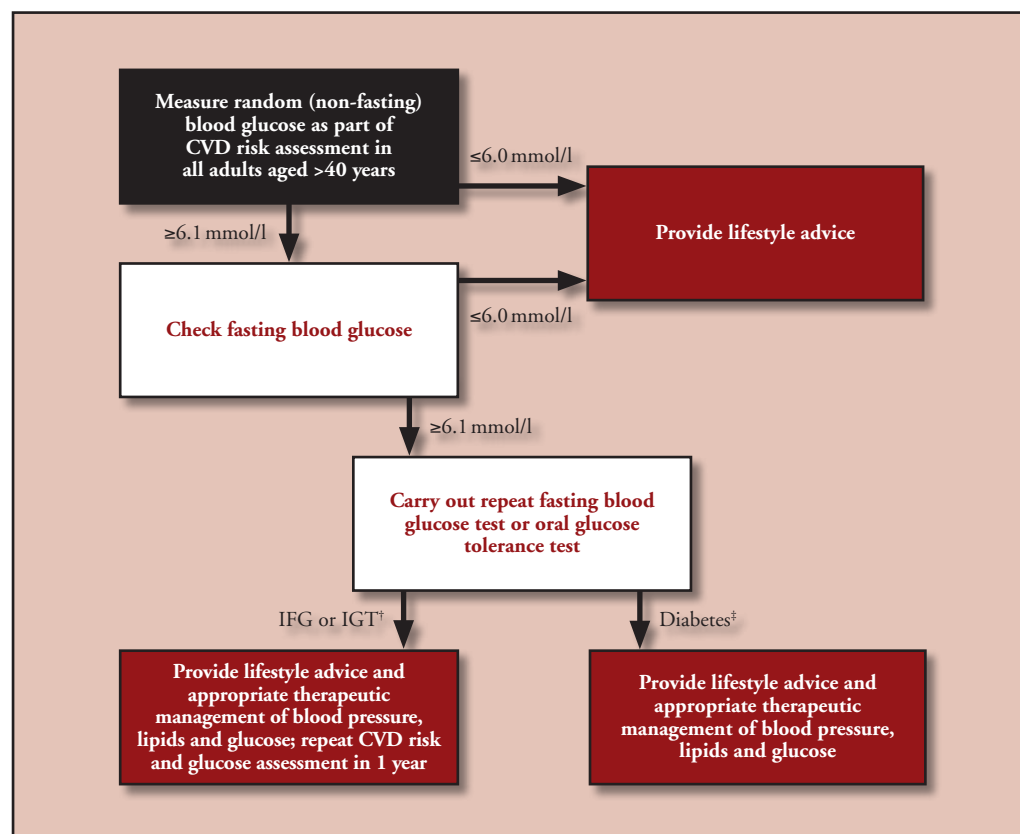 Measure random (non-fasting)
blood glucose as part of
CVD risk assessment in
all adults aged >40 years
≤6.0 mmol/l
Provide lifestyle advice
≥6.1 mmol/l
Check fasting blood glucose
≤6.0 mmol/l
≥6.1 mmol/l
Carry out repeat fasting blood
glucose test or oral glucose
tolerance test
IFG or IGT†
Diabetes‡
Provide lifestyle advice and
appropriate therapeutic
management of blood pressure,
lipids and glucose; repeat CVD risk
and glucose assessment in 1 year
Provide lifestyle advice and
appropriate therapeutic
management of blood pressure,
lipids and glucose